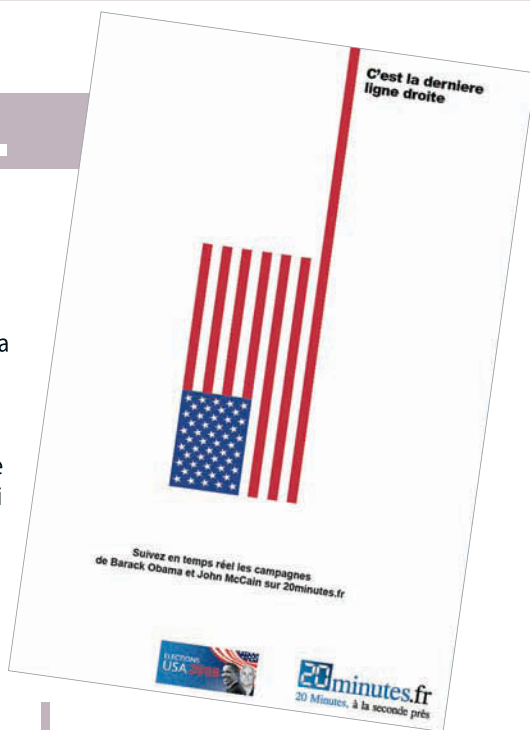 C'est la derniere
ligne droite
a
e
i
Suivez en temps réel les campagnes
de Barack Obama et John McCain sur 20minutes.fr
ELECTIONS
USA 2008
20minutes.fr
20 Minutes, à la seconde près